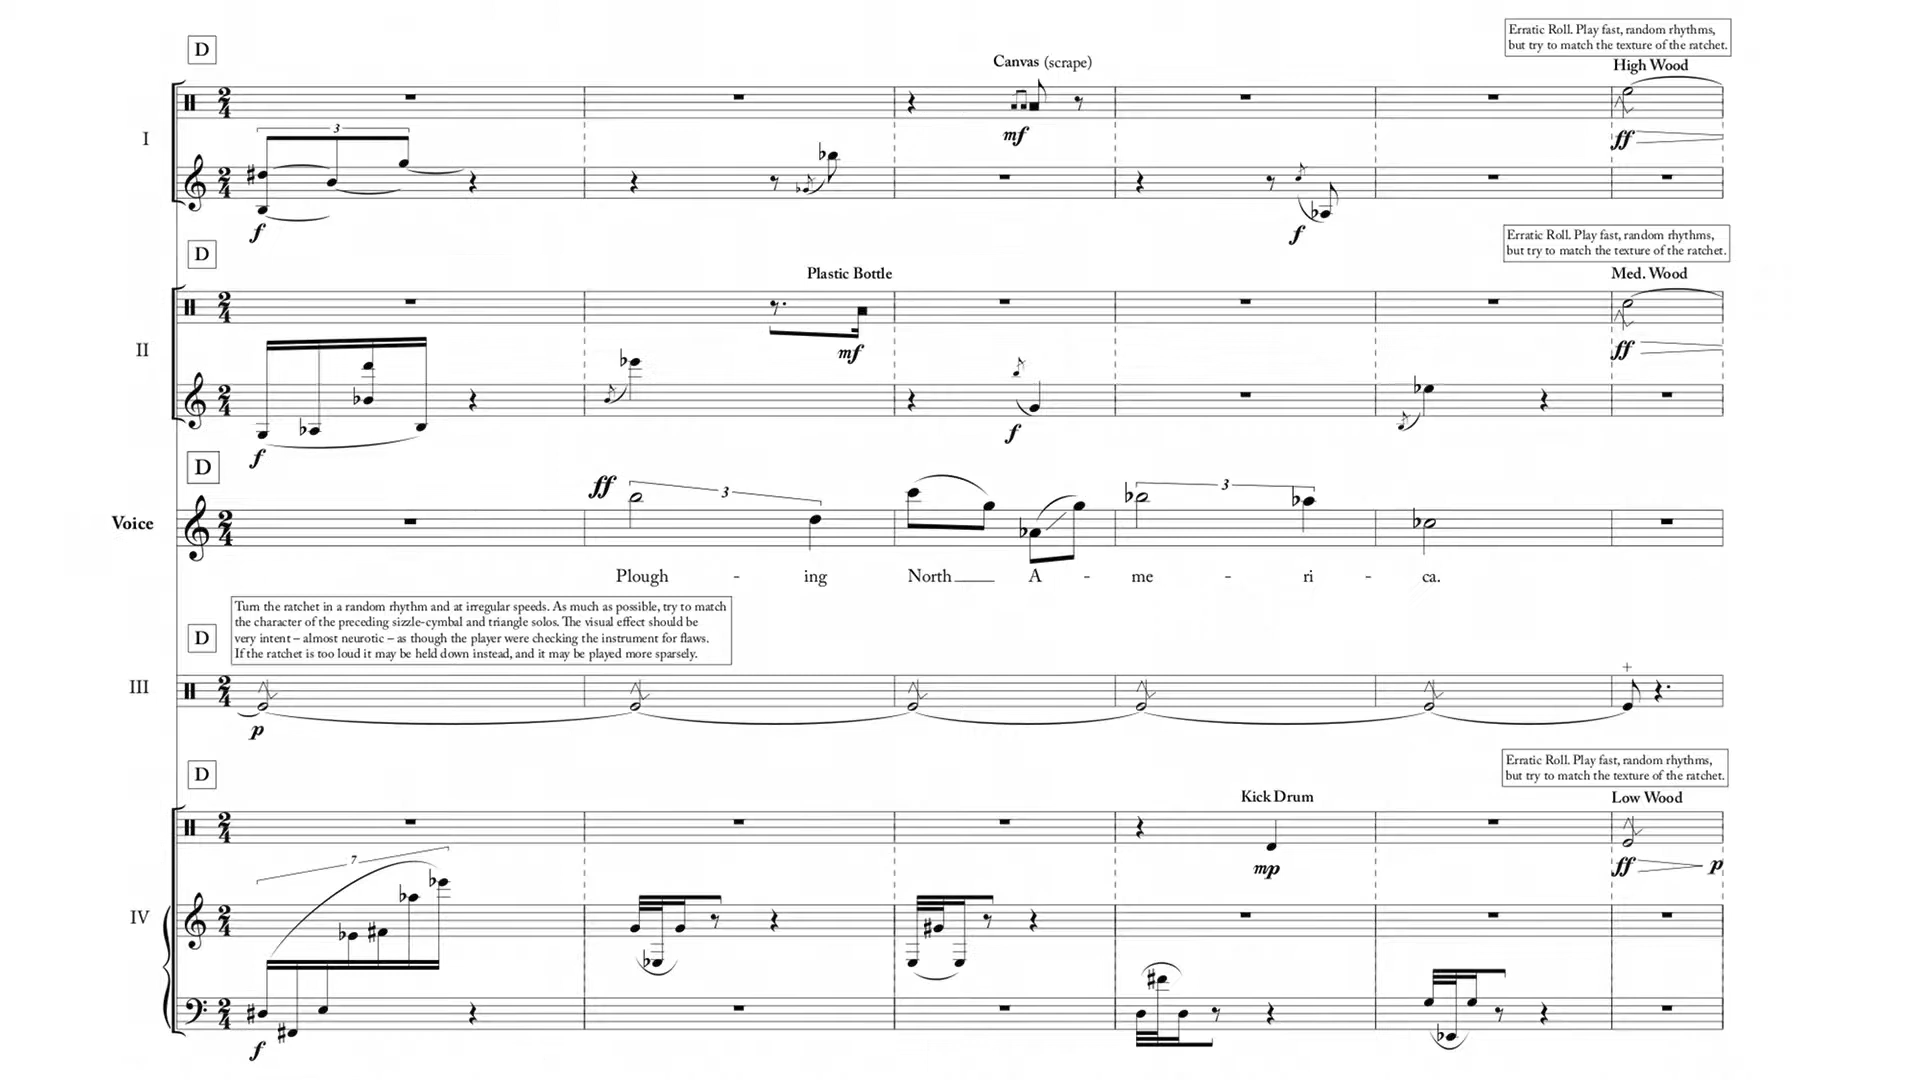 Erratic Roll. Play fast, random rhythms,
but try to match the texture of the ratchet.
D
Canvas (scrape)
High Wood
3
I
mf
ff
f
f
Erratic Roll. Play fast, random rhythms,
but try to match the texture of the ratchet.
D
Plastic Bottle
Med. Wood
II
mf
ff
f
f
D
ff
3
3
Voice
Plough - ing North A - me - ri - ca.
Turn the ratchet in a random rhythm and at irregular speeds. As much as possible, try to match
the character of the preceding sizzle-cymbal and triangle solos. The visual effect should be
very intent – almost neurotic – as though the player were checking the instrument for flaws.
If the ratchet is too loud it may be held down instead, and it may be played more sparsely.
D
III
p
Erratic Roll. Play fast, random rhythms,
but try to match the texture of the ratchet.
D
Kick Drum
Low Wood
7
mp
ff p
IV
f